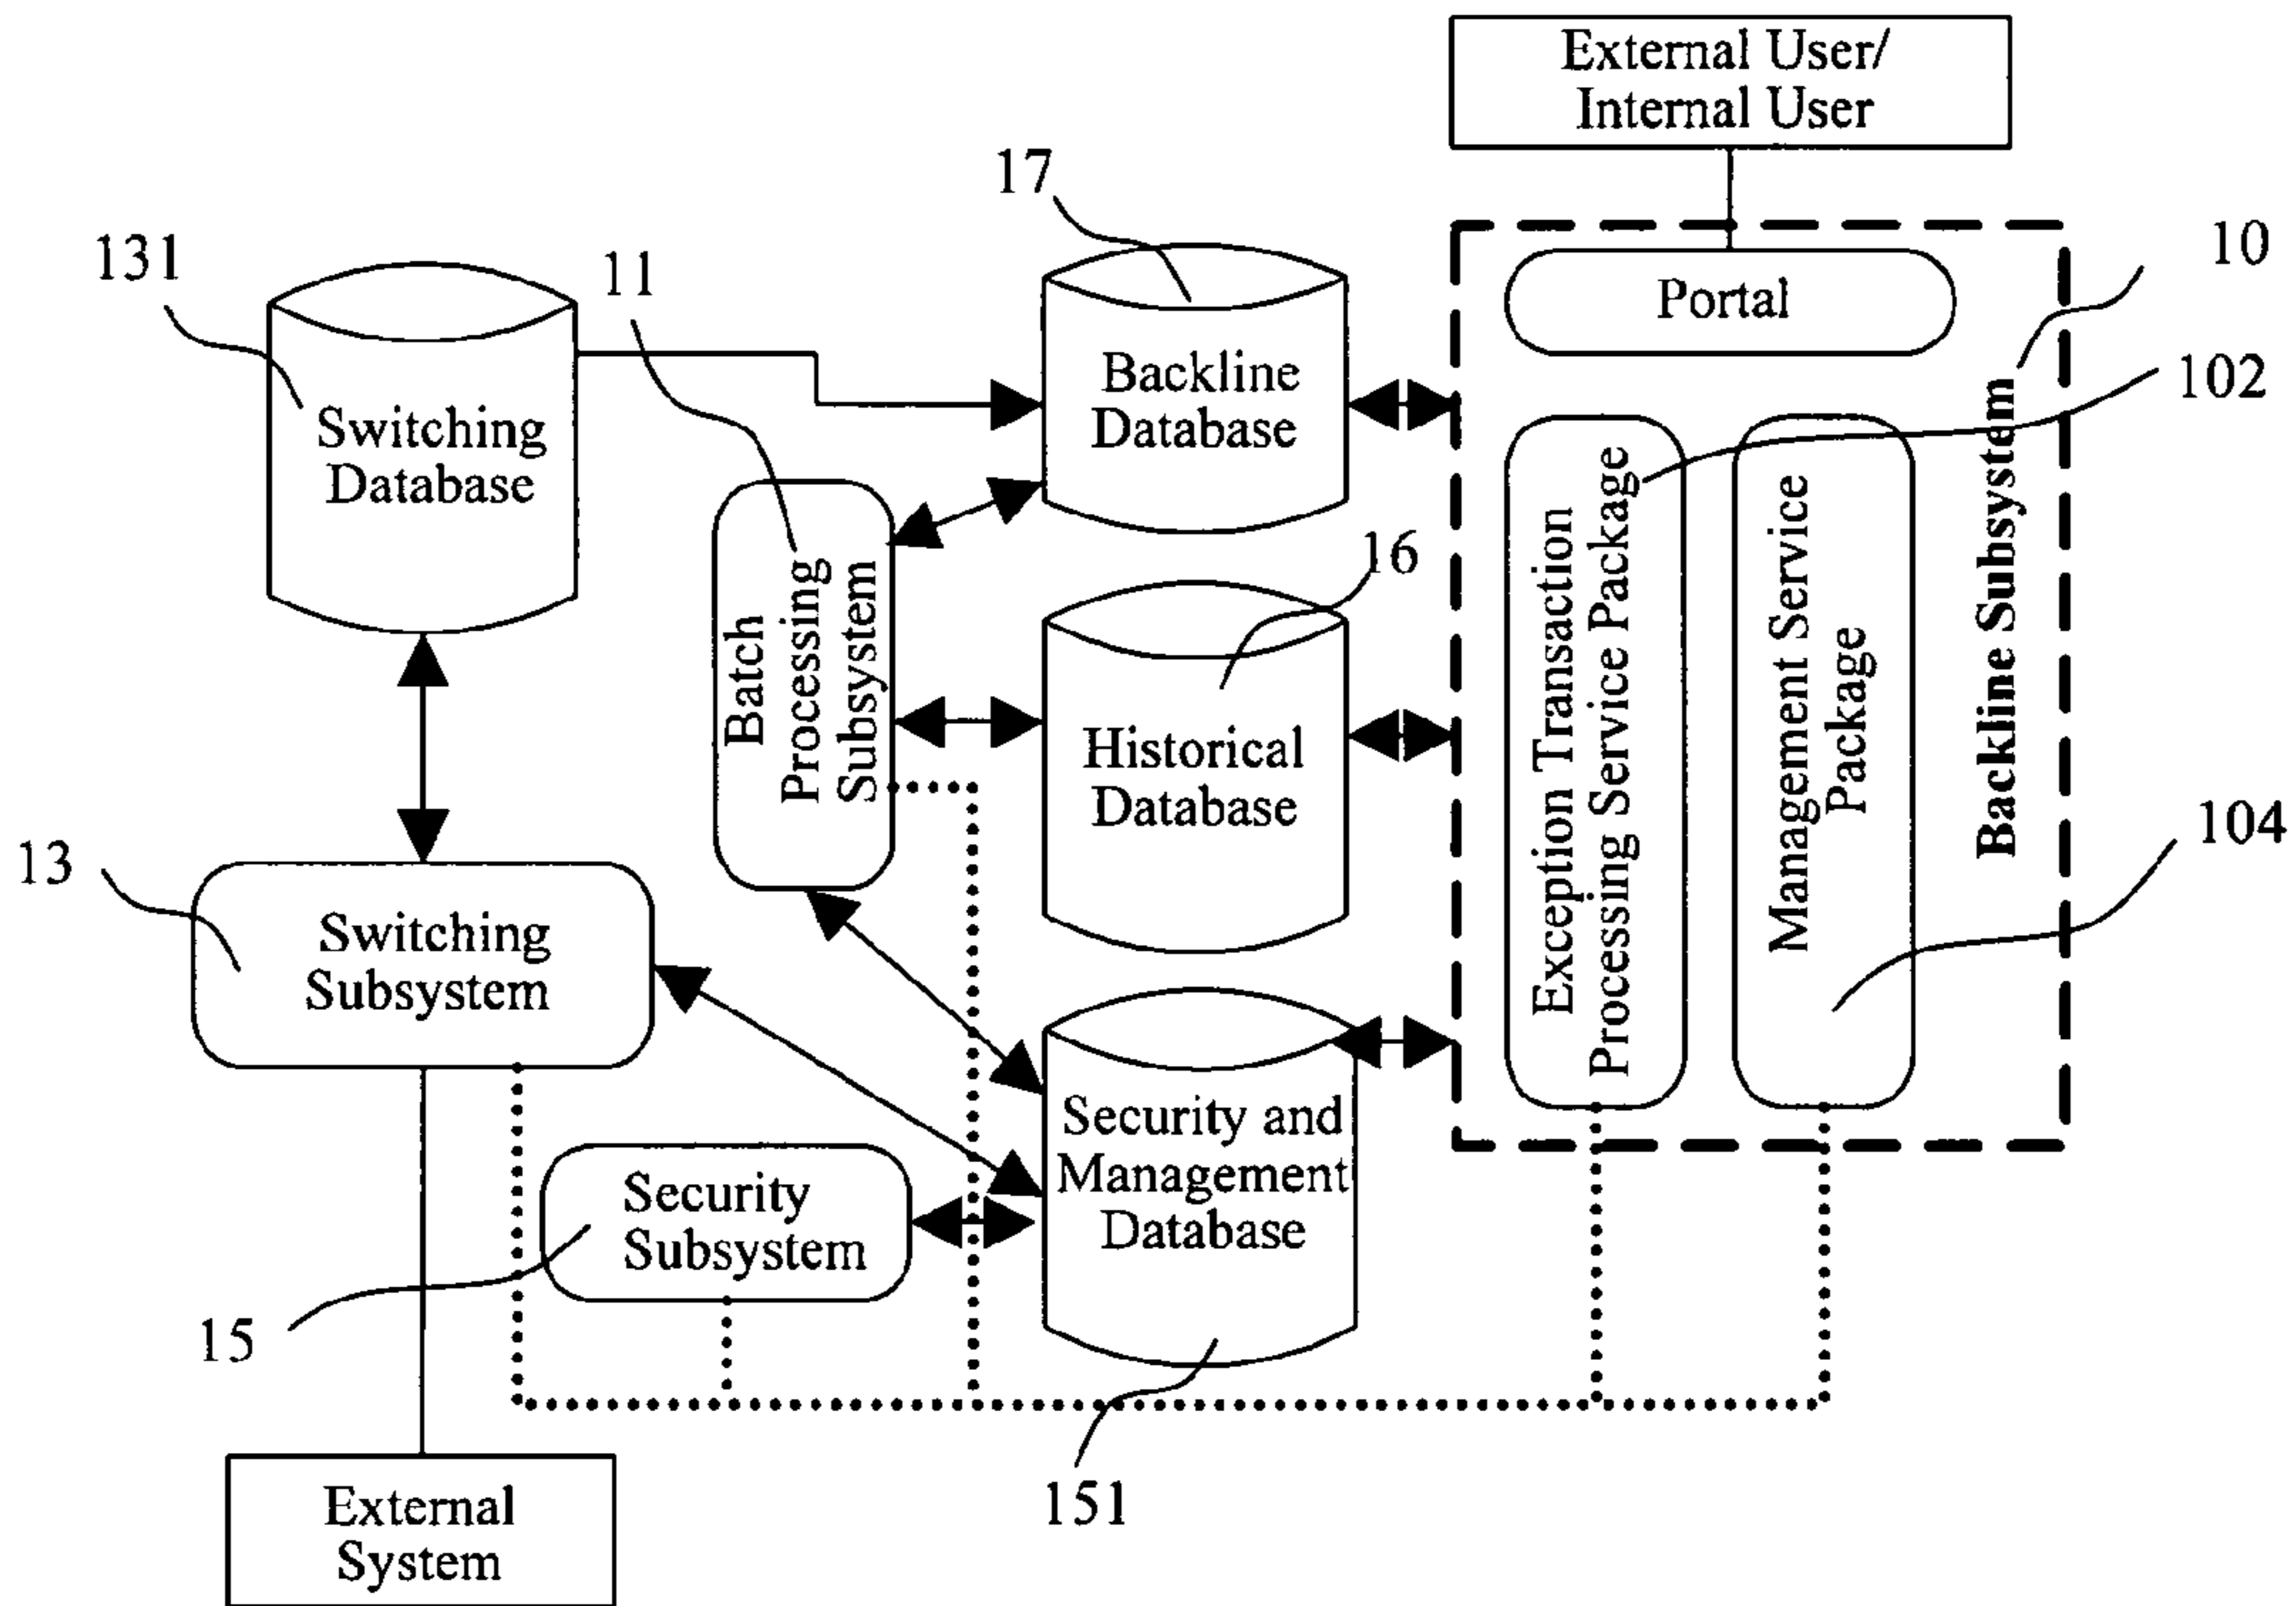 External User/
Internal User
17
10
131
11
Portal
102
Backline
Database
Switching
Database
16
Batch
Processing
Subsystem
Exception Transaction
Processing Service Package
Management Service
Package
Backline Subsystem
Historical
Database
104
13
Switching
Subsystem
Security and
Management
Database
Security
Subsystem
15
151
External
System